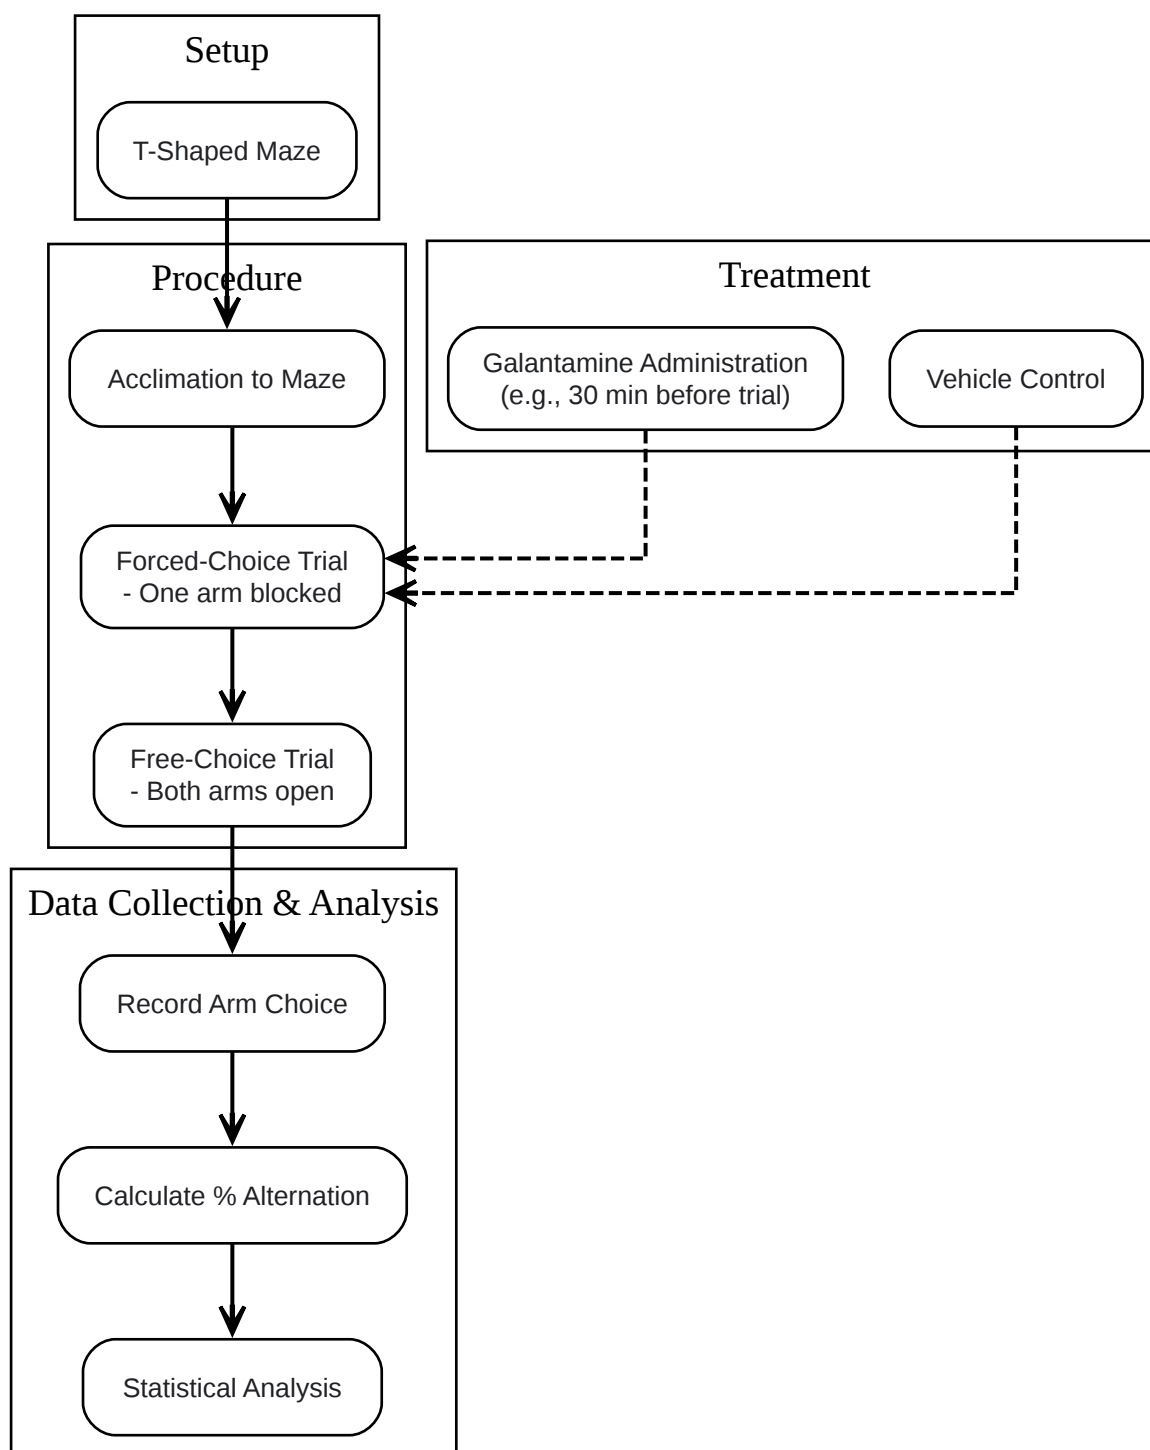 Setup
T-Shaped Maze
Procedure
Acclimation to Maze
Forced-Choice Trial
- One arm blocked
Free-Choice Trial
- Both arms open
Treatment
Galantamine Administration
(e.g., 30 min before trial)
Vehicle Control
Data Collection & Analysis
Record Arm Choice
Calculate % Alternation
Statistical Analysis